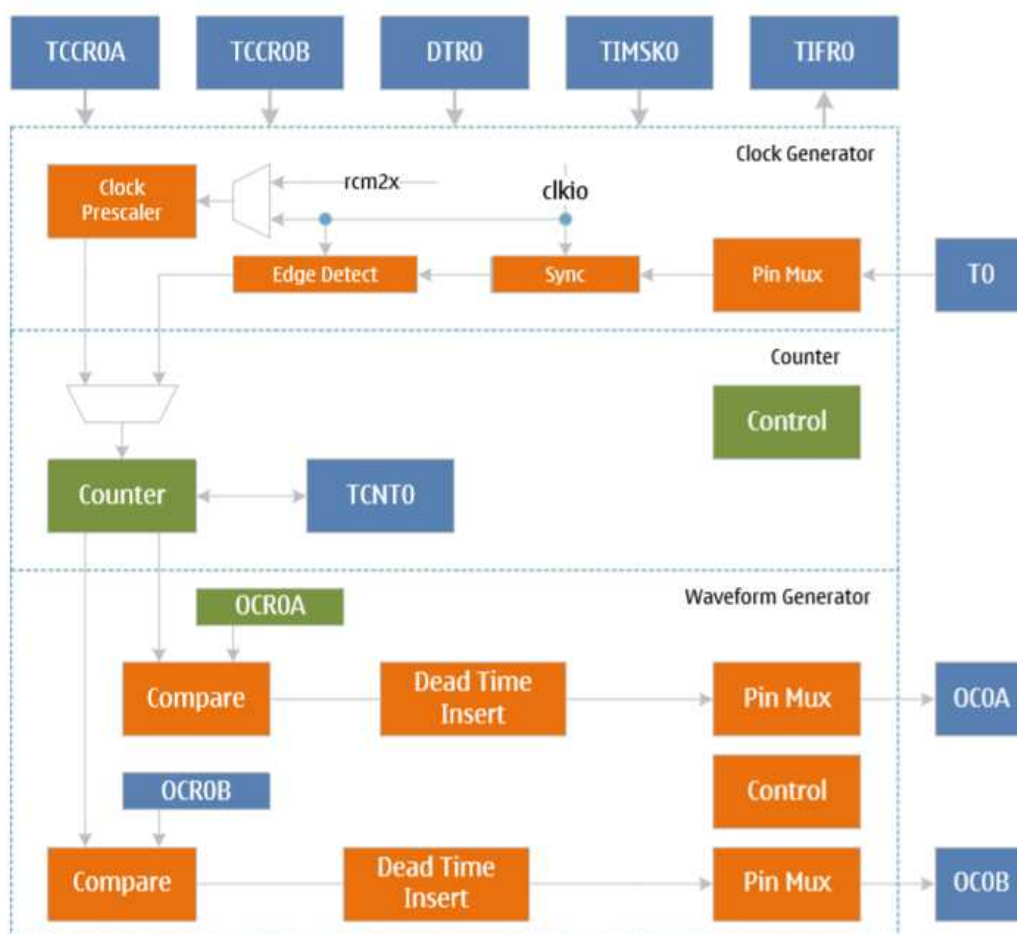 TCCR0A
TCCR0B
DTR0
TIMSK0
TIFR0
Clock Generator
Clock
Prescaler
rcm2x
clkio
Edge Detect
Sync
Pin Mux
T0
Counter
Control
Counter
TCNT0
Waveform Generator
OCR0A
Compare
Dead Time
Insert
Pin Mux
OC0A
OCR0B
Control
Compare
Dead Time
Insert
Pin Mux
OC0B